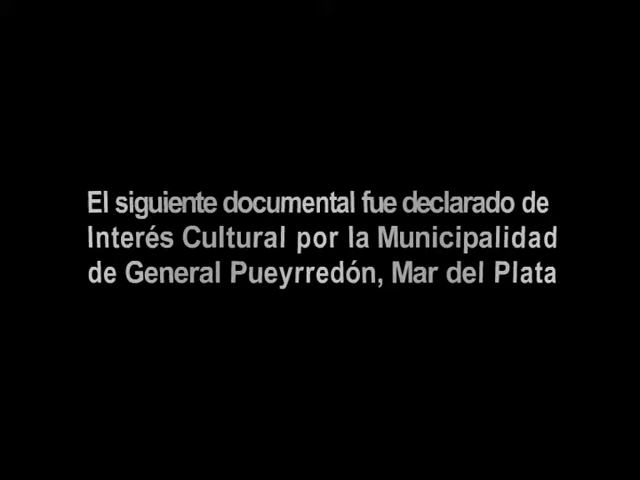 El siguiente documental fue declarado de
Interés Cultural por la Municipalidad
de General Pueyrredón, Mar del Plata